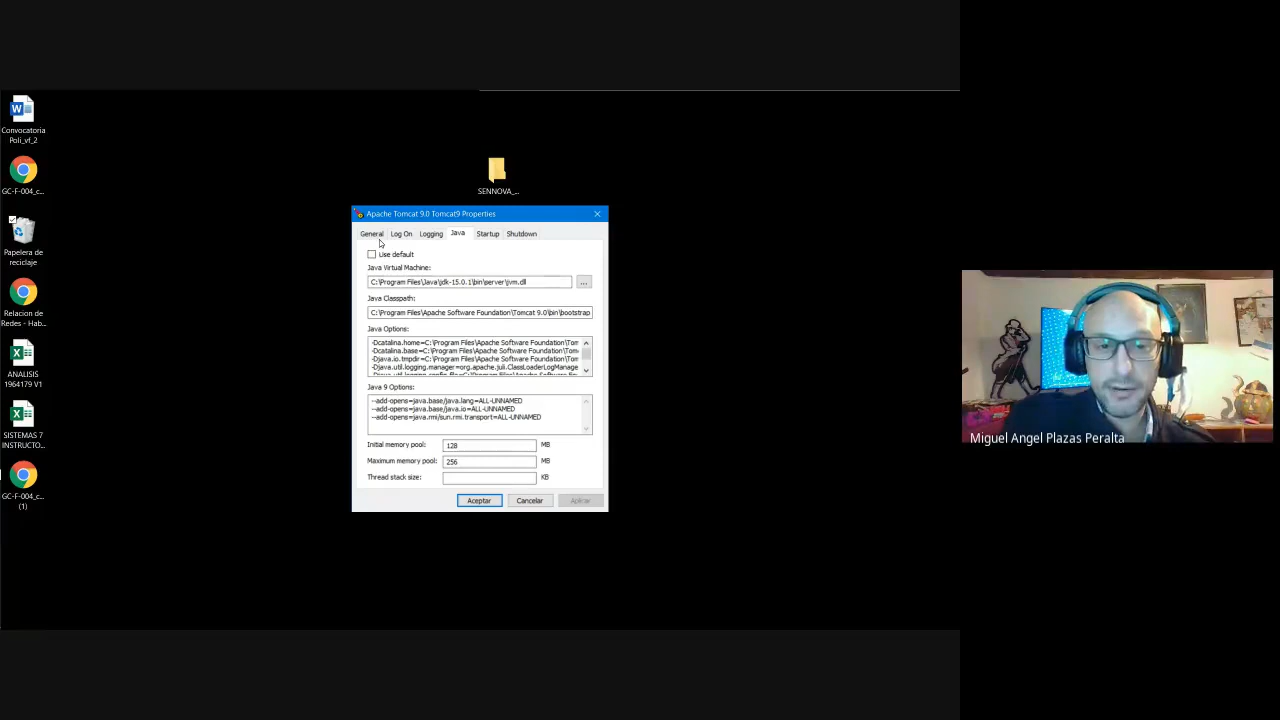 Convocatoria
Poli_vf_2
GC-F-004_c...
Papelera de
reciclaje
Relacion de
Redes - Hab...
ANALISIS
1964179 V1
SISTEMAS 7
INSTRUCTO...
GC-F-004_c...
(1)
SENNOVA_...
Apache Tomcat 9.0 Tomcat9 Properties
General Log On Logging Java Startup Shutdown
Use default
Java Virtual Machine:
C:\Program Files\Java\jdk-15.0.1\bin\server\jvm.dll
...
Java Classpath:
C:\Program Files\Apache Software Foundation\Tomcat 9.0\bin\bootstrap
Java Options:
-Dcatalina.home=C:\Program Files\Apache Software Foundation\Tom
-Dcatalina.base=C:\Program Files\Apache Software Foundation\Tom
-Djava.io.tmpdir=C:\Program Files\Apache Software Foundation\Tom
-Djava.util.logging.manager=org.apache.juli.ClassLoaderLogManage
Java 9 Options:
--add-opens=java.base/java.lang=ALL-UNNAMED
--add-opens=java.base/java.io=ALL-UNNAMED
--add-opens=java.rmi/sun.rmi.transport=ALL-UNNAMED
Initial memory pool: 128 MB
Maximum memory pool: 256 MB
Thread stack size: KB
Aceptar Cancelar Aplicar
Miguel Angel Plazas Peralta